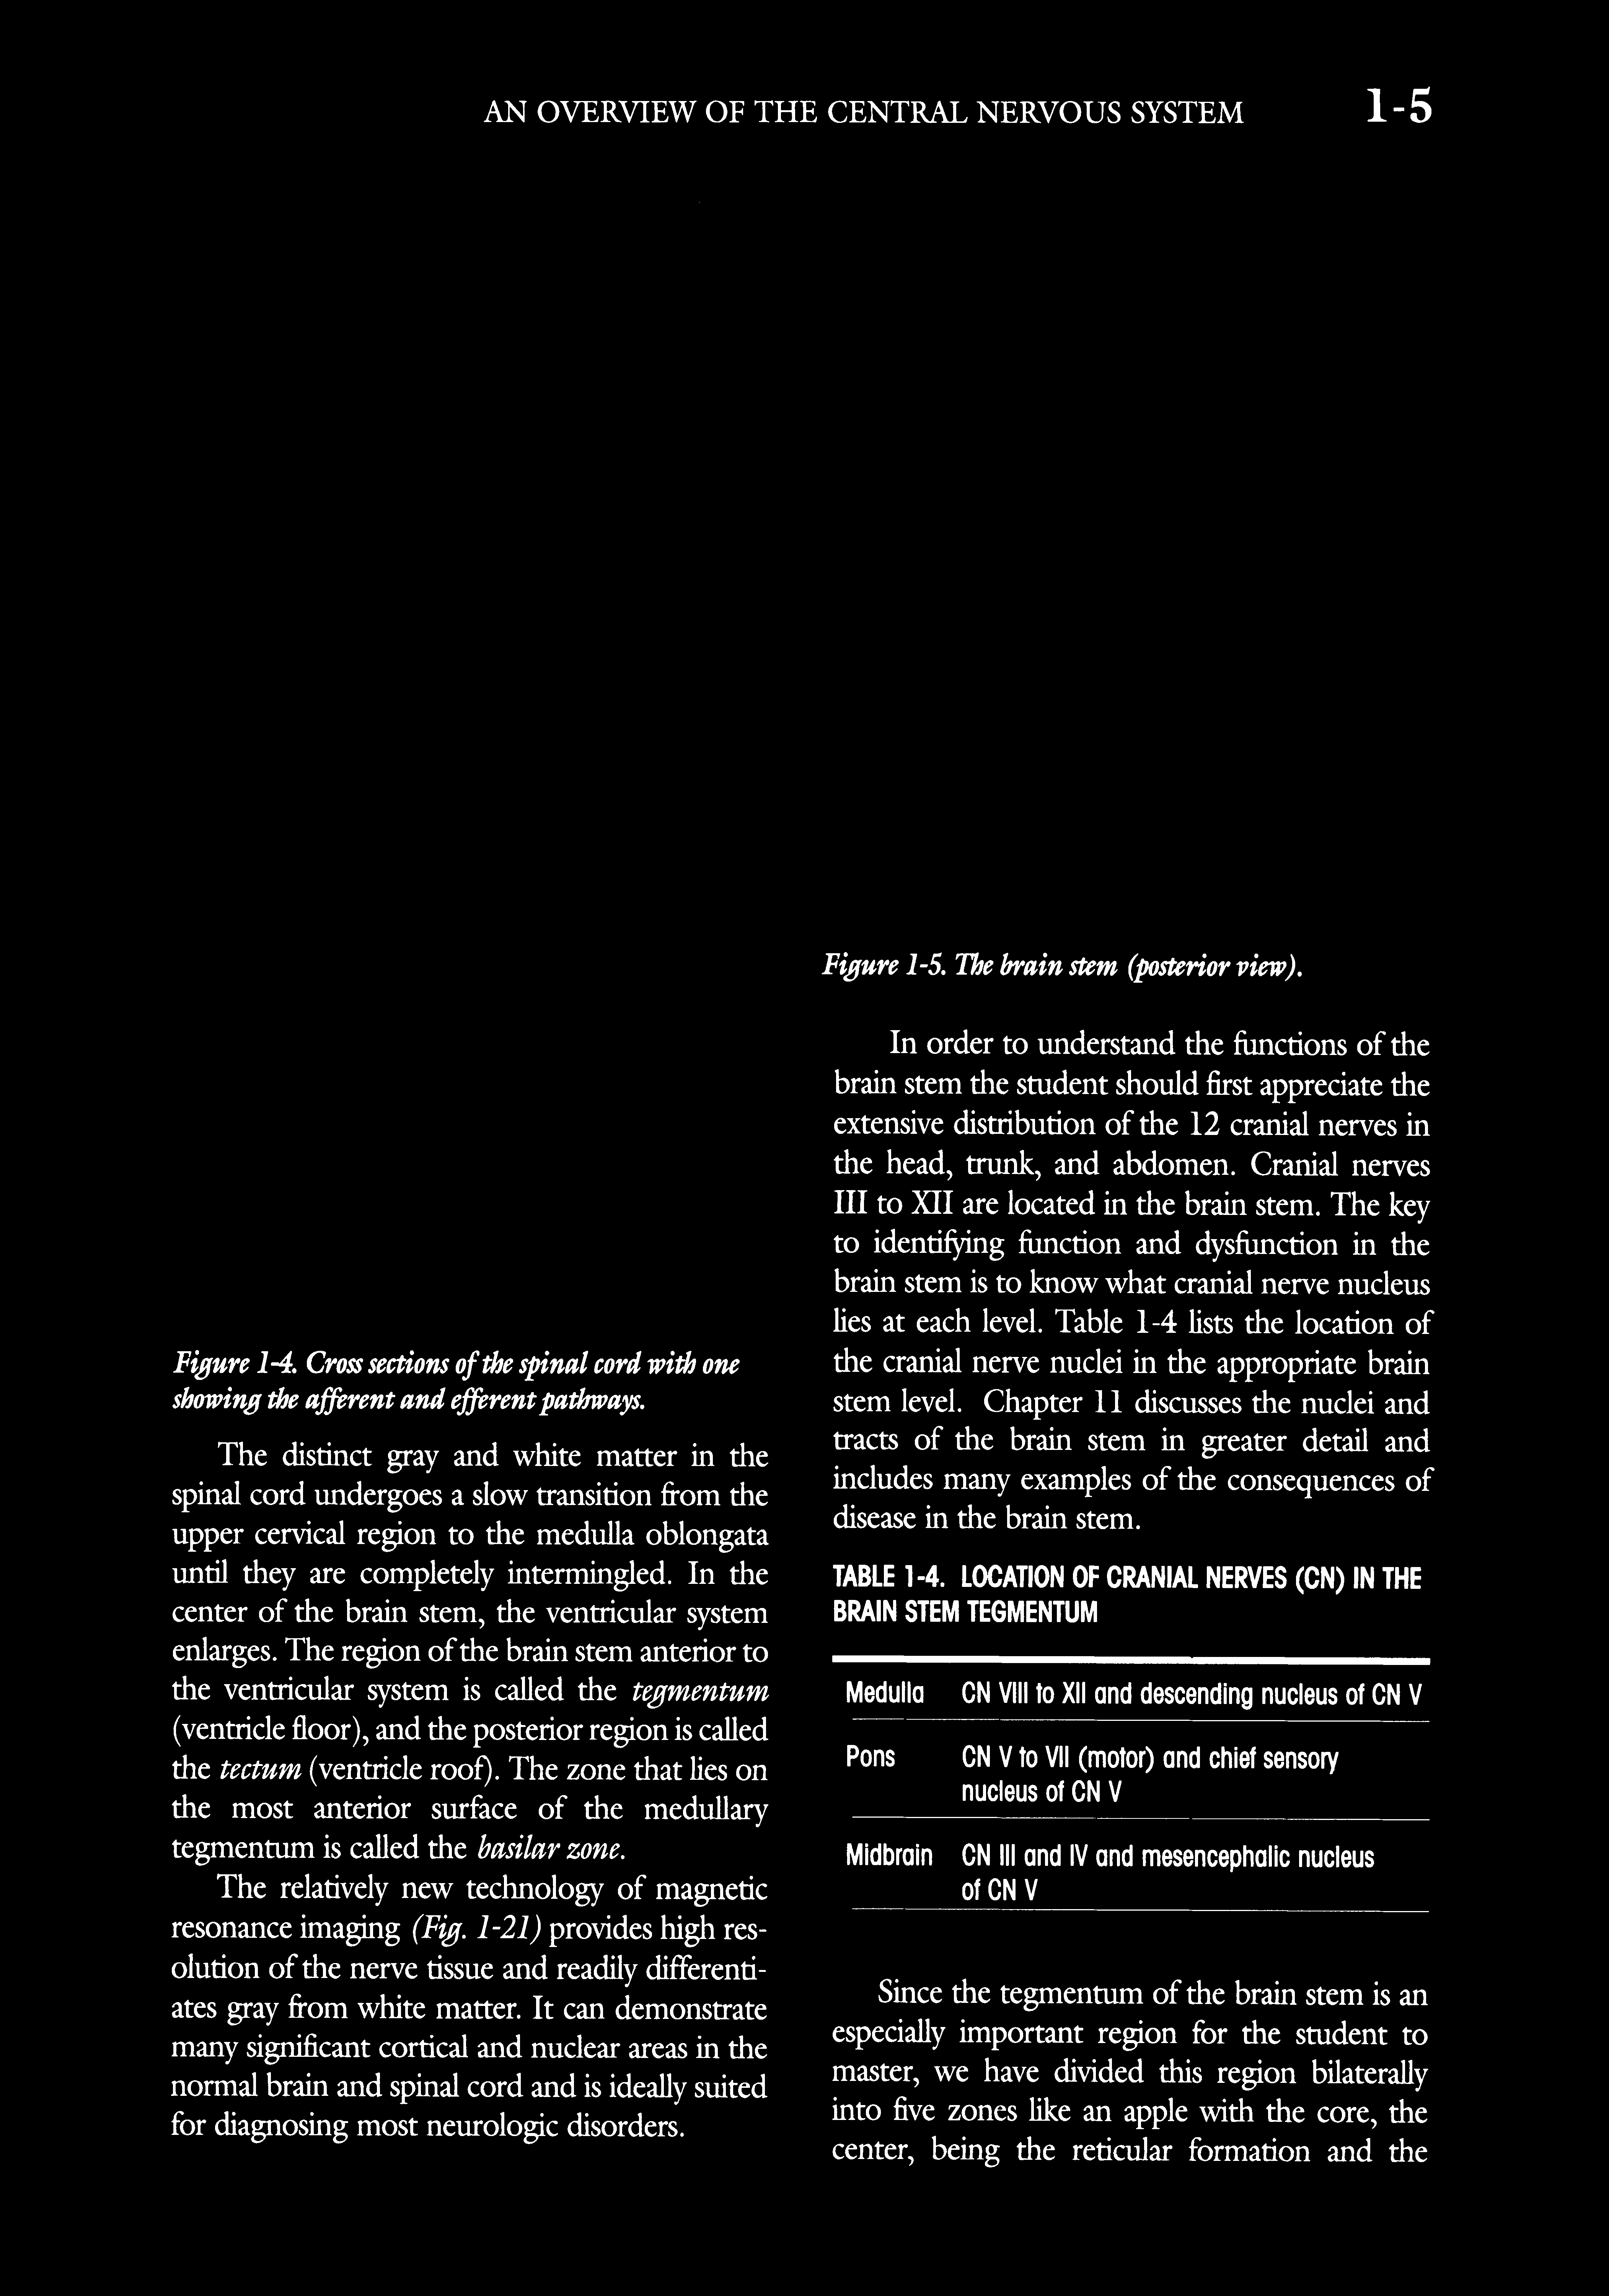 AN OVERVIEW OF THE CENTRAL NERVOUS SYSTEM 1-5
Figure 1-4. Cross sections of the spinal cord with one
showing the afferent and efferent pathways.
The distinct gray and white matter in the
spinal cord undergoes a slow transition from the
upper cervical region to the medulla oblongata
until they are completely intermingled. In the
center of the brain stem, the ventricular system
enlarges. The region of the brain stem anterior to
the ventricular system is called the tegmentum
(ventricle floor), and the posterior region is called
the tectum (ventricle roof). The zone that lies on
the most anterior surface of the medullary
tegmentum is called the basilar zone.
The relatively new technology of magnetic
resonance imaging (Fig. 1-21) provides high res-
olution of the nerve tissue and readily differenti-
ates gray from white matter. It can demonstrate
many significant cortical and nuclear areas in the
normal brain and spinal cord and is ideally suited
for diagnosing most neurologic disorders.
Figure 1-5. The brain stem (posterior view).
In order to understand the functions of the
brain stem the student should first appreciate the
extensive distribution of the 12 cranial nerves in
the head, trunk, and abdomen. Cranial nerves
III to XII are located in the brain stem. The key
to identifying function and dysfunction in the
brain stem is to know what cranial nerve nucleus
lies at each level. Table 1-4 lists the location of
the cranial nerve nuclei in the appropriate brain
stem level. Chapter 11 discusses the nuclei and
tracts of the brain stem in greater detail and
includes many examples of the consequences of
disease in the brain stem.
TABLE 1-4. LOCATION OF CRANIAL NERVES (CN) IN THE
BRAIN STEM TEGMENTUM
Medulla CN VIII to XII and descending nucleus of CN V
Pons CN V to VII (motor) and chief sensory
nucleus of CN V
Midbrain CN III and IV and mesencephalic nucleus
of CN V
Since the tegmentum of the brain stem is an
especially important region for the student to
master, we have divided this region bilaterally
into five zones like an apple with the core, the
center, being the reticular formation and the